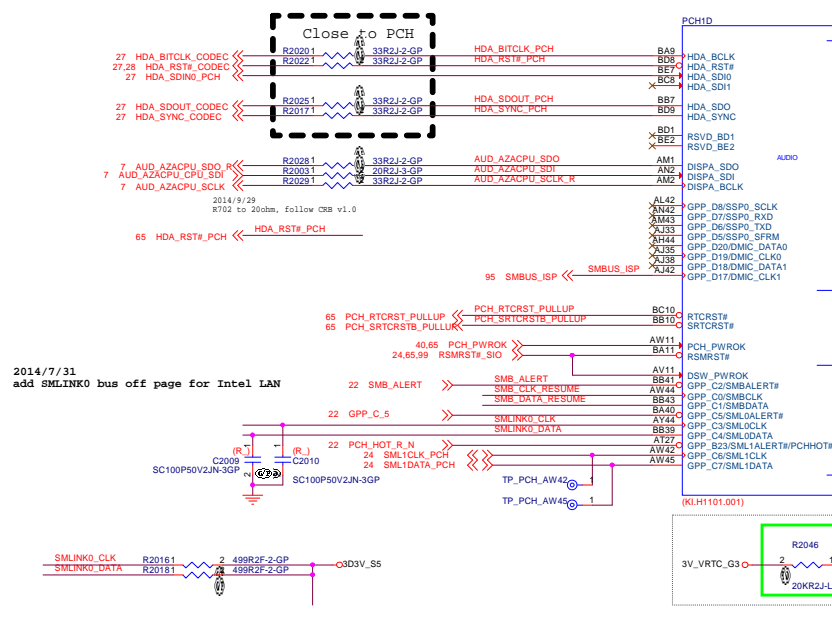 PCH1D
Close to PCH
27 HDA_BITCLK_CODEC R2020 1 33R2J-2-GP HDA_BITCLK_PCH BA9 HDA_BCLK
27,28 HDA_RST#_CODEC R2022 1 33R2J-2-GP HDA_RST#_PCH BD8 HDA_RST#
27 HDA_SDIN0_PCH BE7 HDA_SDI0
BC8 HDA_SDI1
27 HDA_SDOUT_CODEC R2025 1 33R2J-2-GP HDA_SDOUT_PCH BB7 HDA_SDO
27 HDA_SYNC_CODEC R2017 1 33R2J-2-GP HDA_SYNC_PCH BD9 HDA_SYNC
BD1 RSVD_BD1
BE2 RSVD_BE2
AUDIO
7 AUD_AZACPU_SDO_R R2028 1 33R2J-2-GP AUD_AZACPU_SDO AM1 DISPA_SDO
7 AUD_AZACPU_CPU_SDI R2003 1 20R2J-3-GP AUD_AZACPU_SDI AN2 DISPA_SDI
7 AUD_AZACPU_SCLK R2029 1 33R2J-2-GP AUD_AZACPU_SCLK_R AM2 DISPA_BCLK
2014/9/29
R702 to 20ohm, follow CRB v1.0
AL42 GPP_D8/SSP0_SCLK
AN42 GPP_D7/SSP0_RXD
AM43 GPP_D6/SSP0_TXD
AJ33 GPP_D5/SSP0_SFRM
AH44 GPP_D20/DMIC_DATA0
AJ35 GPP_D19/DMIC_CLK0
AJ38 GPP_D18/DMIC_DATA1
AJ42 GPP_D17/DMIC_CLK1
65 HDA_RST#_PCH HDA_RST#_PCH
95 SMBUS_ISP SMBUS_ISP
65 PCH_RTCRST_PULLUP PCH_RTCRST_PULLUP BC10 RTCRST#
65 PCH_SRTCRSTB_PULLUP PCH_SRTCRSTB_PULLUP BB10 SRTCRST#
40,65 PCH_PWROK AW11 PCH_PWROK
24,65,99 RSMRST#_SIO BA11 RSMRST#
2014/7/31
add SMLINK0 bus off page for Intel LAN
AV11 DSW_PWROK
22 SMB_ALERT SMB_ALERT BB41 GPP_C2/SMBALERT#
SMB_CLK_RESUME AW44 GPP_C0/SMBCLK
SMB_DATA_RESUME BB43 GPP_C1/SMBDATA
22 GPP_C_5 BA40 GPP_C5/SML0ALERT#
SMLINK0_CLK AY44 GPP_C3/SML0CLK
SMLINK0_DATA BB39 GPP_C4/SML0DATA
22 PCH_HOT_R_N AT27 GPP_B23/SML1ALERT#/PCHHOT#
24 SML1CLK_PCH AW42 GPP_C6/SML1CLK
24 SML1DATA_PCH AW45 GPP_C7/SML1DATA
(R_) 1 1 (R_)
C2009 C2010
2
SC100P50V2JN-3GP
SC100P50V2JN-3GP
TP_PCH_AW42 1
TP_PCH_AW45 1
(KI.H1101.001)
SMLINK0_CLK R2016 1 2 499R2F-2-GP 3D3V_S5
SMLINK0_DATA R2018 1 499R2F-2-GP
R2046
3V_VRTC_G3 2 1
20KR2J-L